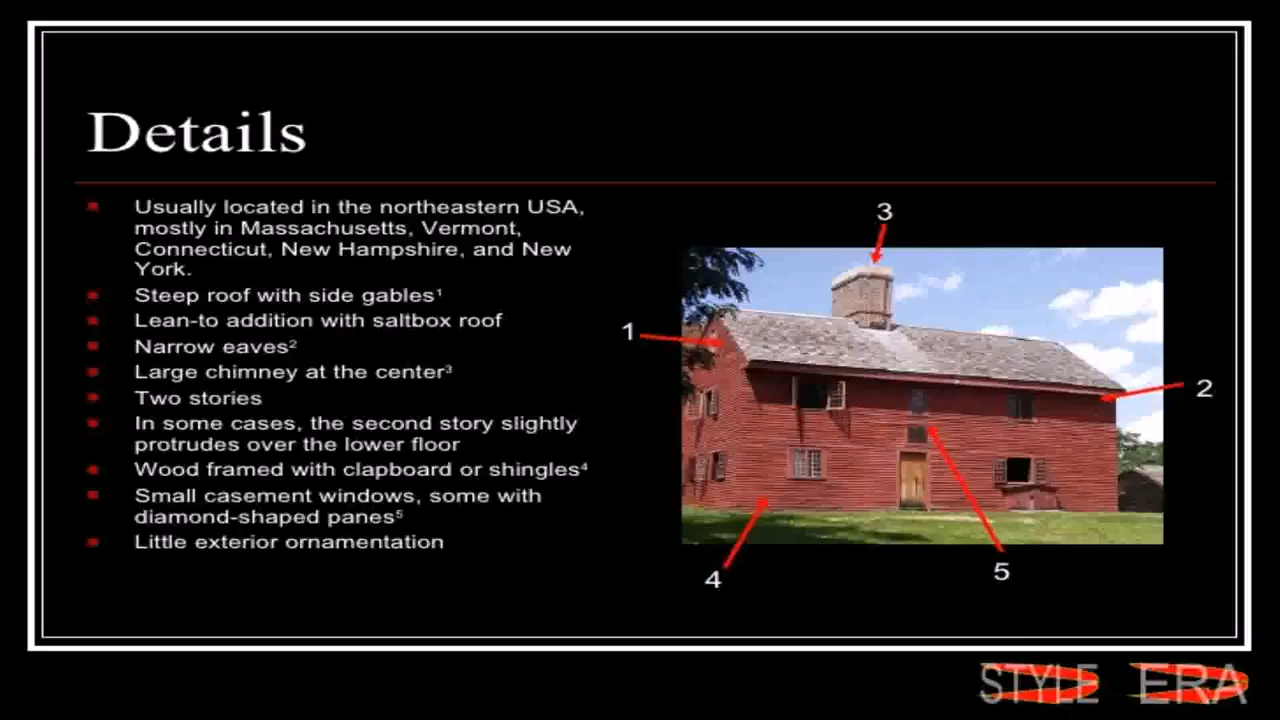 Details
Usually located in the northeastern USA,
mostly in Massachusetts, Vermont,
Connecticut, New Hampshire, and New
York.
Steep roof with side gables¹
Lean-to addition with saltbox roof
Narrow eaves²
Large chimney at the center³
Two stories
In some cases, the second story slightly
protrudes over the lower floor
Wood framed with clapboard or shingles⁴
Small casement windows, some with
diamond-shaped panes⁵
Little exterior ornamentation
3
1
2
4
5
STYLE ERA